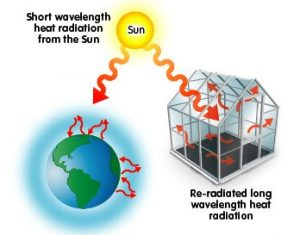 Short wavelength
heat radiation
from the Sun
Sun
Re-radiated long
wavelength heat
radiation